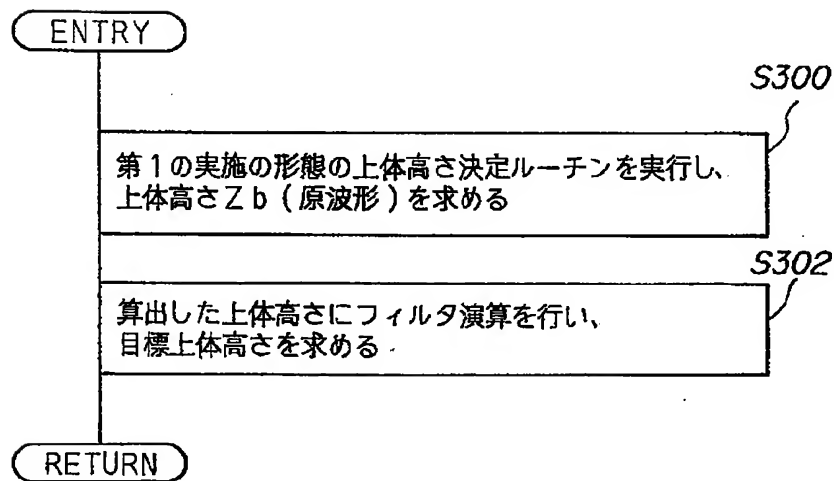 ENTRY
S300
第1の実施の形態の上体高さ決定ルーチンを実行し、
上体高さZb(原波形)を求める
S302
算出した上体高さにフィルタ演算を行い、
目標上体高さを求める
RETURN